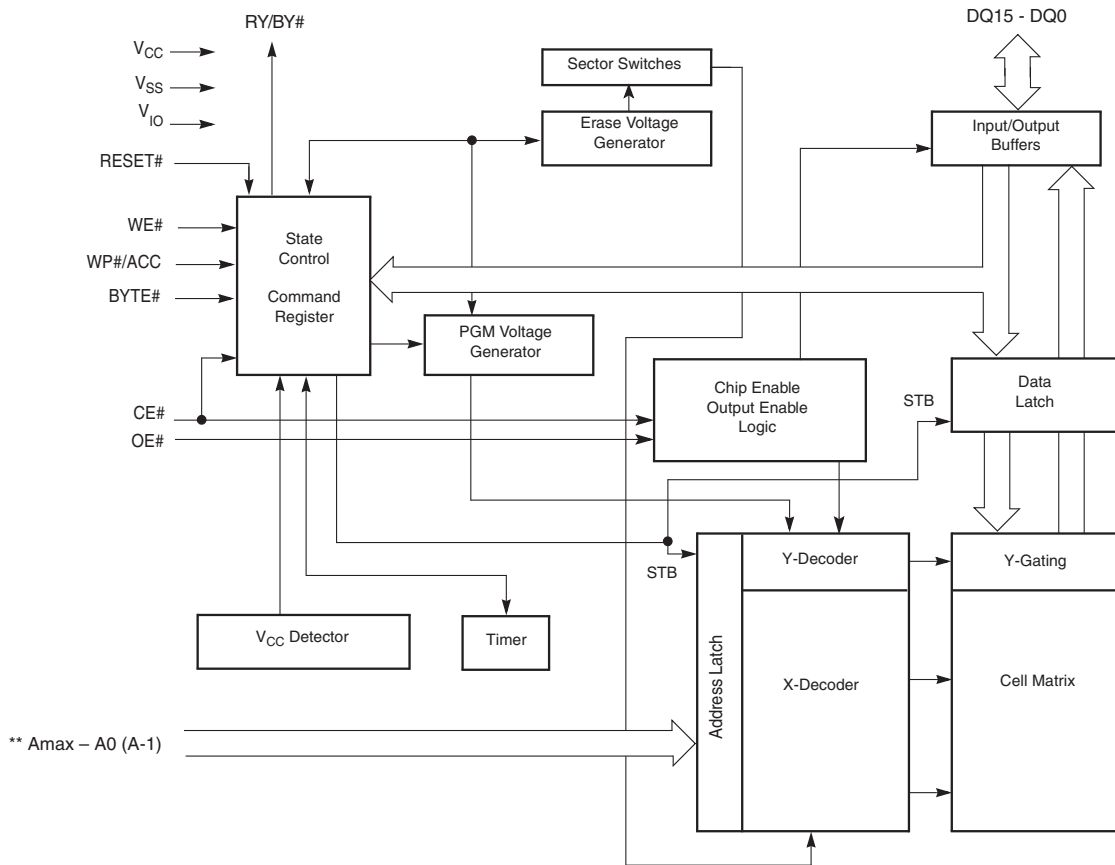 RY/BY#
DQ15 - DQ0
VCC
VSS
VIO
RESET#
WE#
WP#/ACC
BYTE#
CE#
OE#
Sector Switches
Erase Voltage
Generator
Input/Output
Buffers
State
Control
Command
Register
PGM Voltage
Generator
Chip Enable
Output Enable
Logic
STB
Data
Latch
STB
Address Latch
Y-Decoder
Y-Gating
VCC Detector
Timer
X-Decoder
Cell Matrix
** Amax – A0 (A-1)